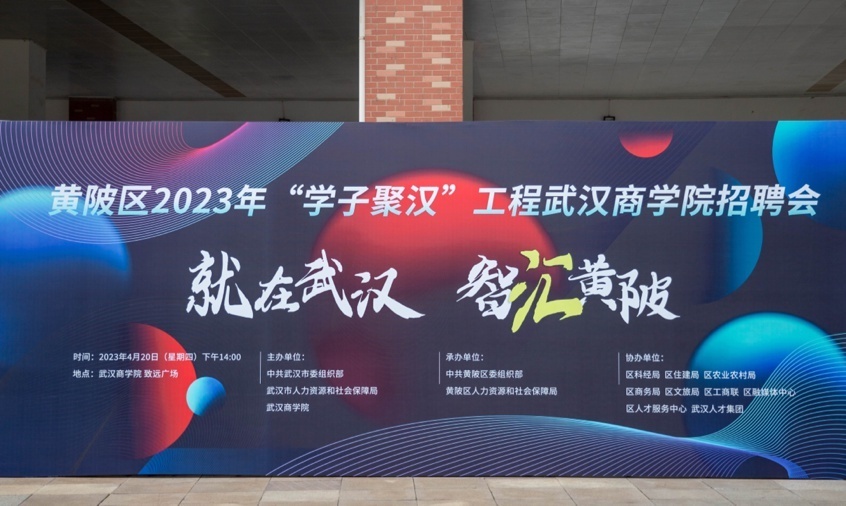 黄陂区2023年“学子聚汉”工程武汉商学院招聘会
就在武汉 智汇黄陂
时间：2023年4月20日（星期四）下午14:00
地点：武汉商学院 致远广场
主办单位：
中共武汉市委组织部
武汉市人力资源和社会保障局
武汉商学院
承办单位：
中共黄陂区委组织部
黄陂区人力资源和社会保障局
协办单位：
区科经局 区住建局 区农业农村局
区商务局 区文旅局 区工商联 区融媒体中心
区人才服务中心 武汉人才集团